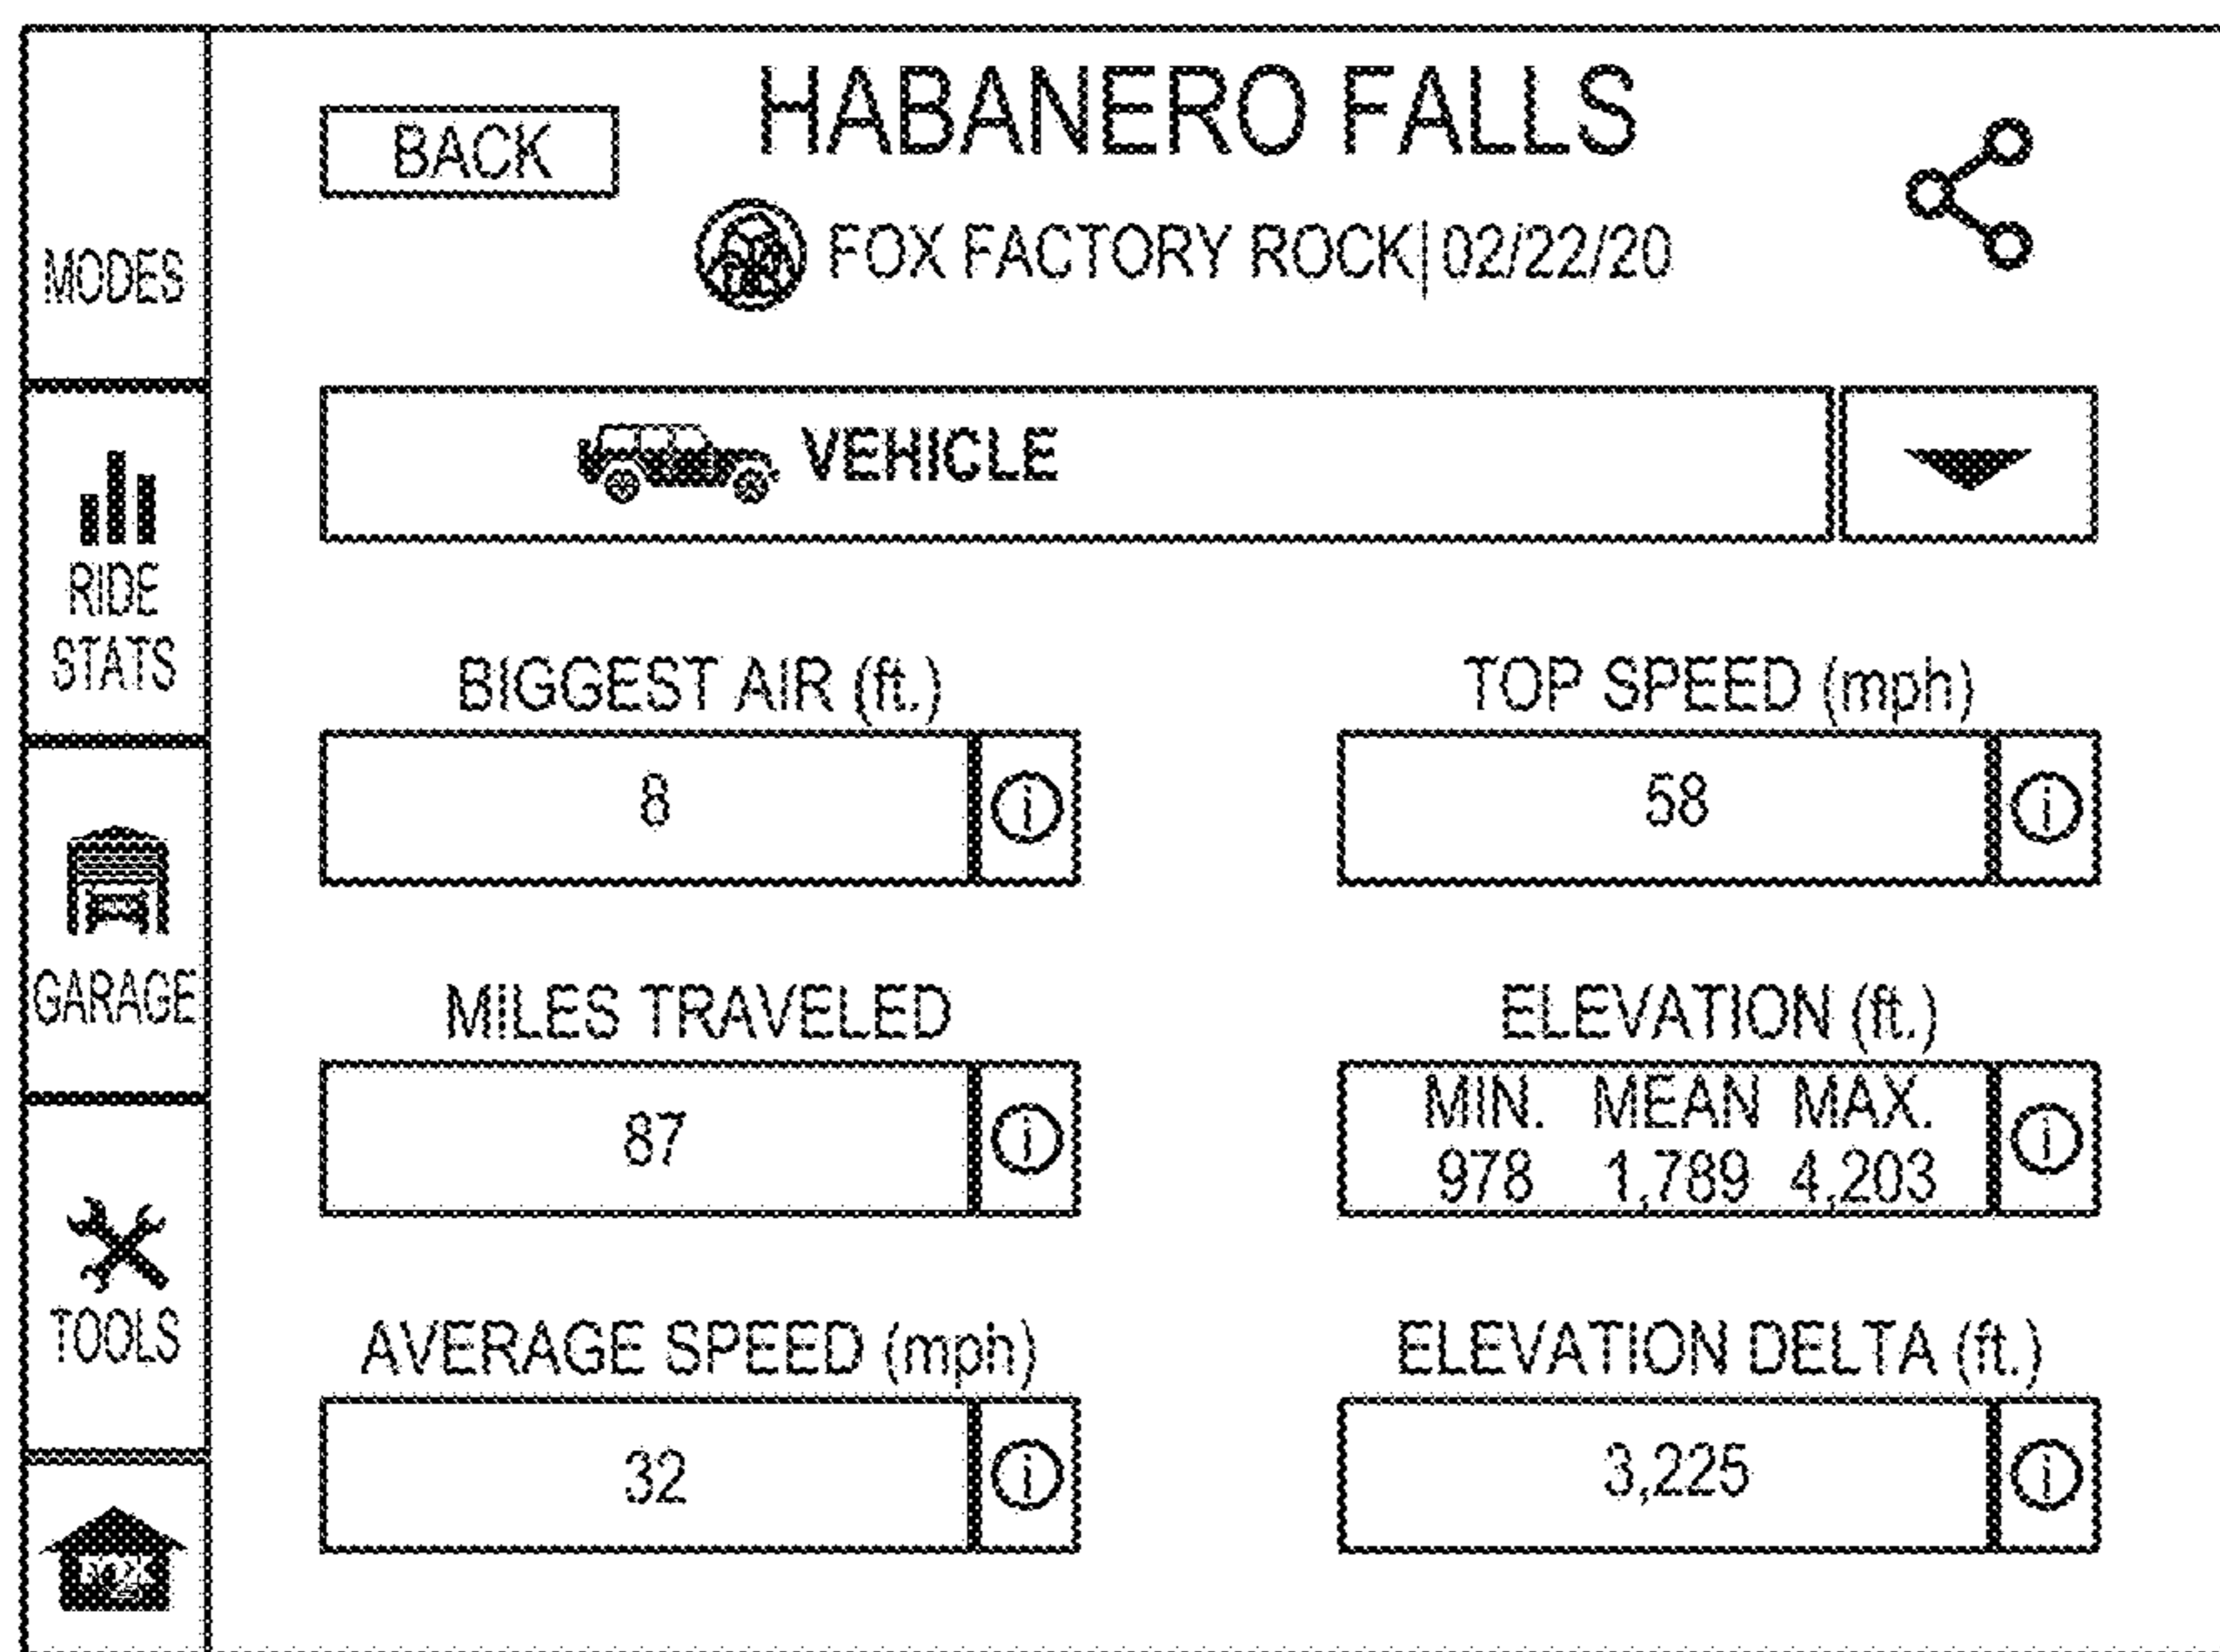 MODES
RIDE
STATS
GARAGE
TOOLS
FOX
BACK
HABANERO FALLS
FOX FACTORY ROCK|02/22/20
VEHICLE
BIGGEST AIR (ft.)
8
i
TOP SPEED (mph)
58
i
MILES TRAVELED
87
i
ELEVATION (ft.)
MIN. MEAN MAX.
978 1,789 4,203
i
AVERAGE SPEED (mph)
32
i
ELEVATION DELTA (ft.)
3,225
i